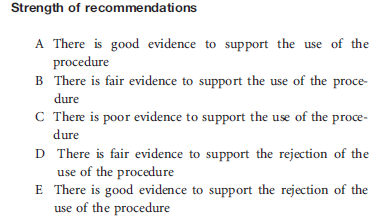 Strength of recommendations
A There is good evidence to support the use of the
procedure
B There is fair evidence to support the use of the proce-
dure
C There is poor evidence to support the use of the proce-
dure
D There is fair evidence to support the rejection of the
use of the procedure
E There is good evidence to support the rejection of the
use of the procedure